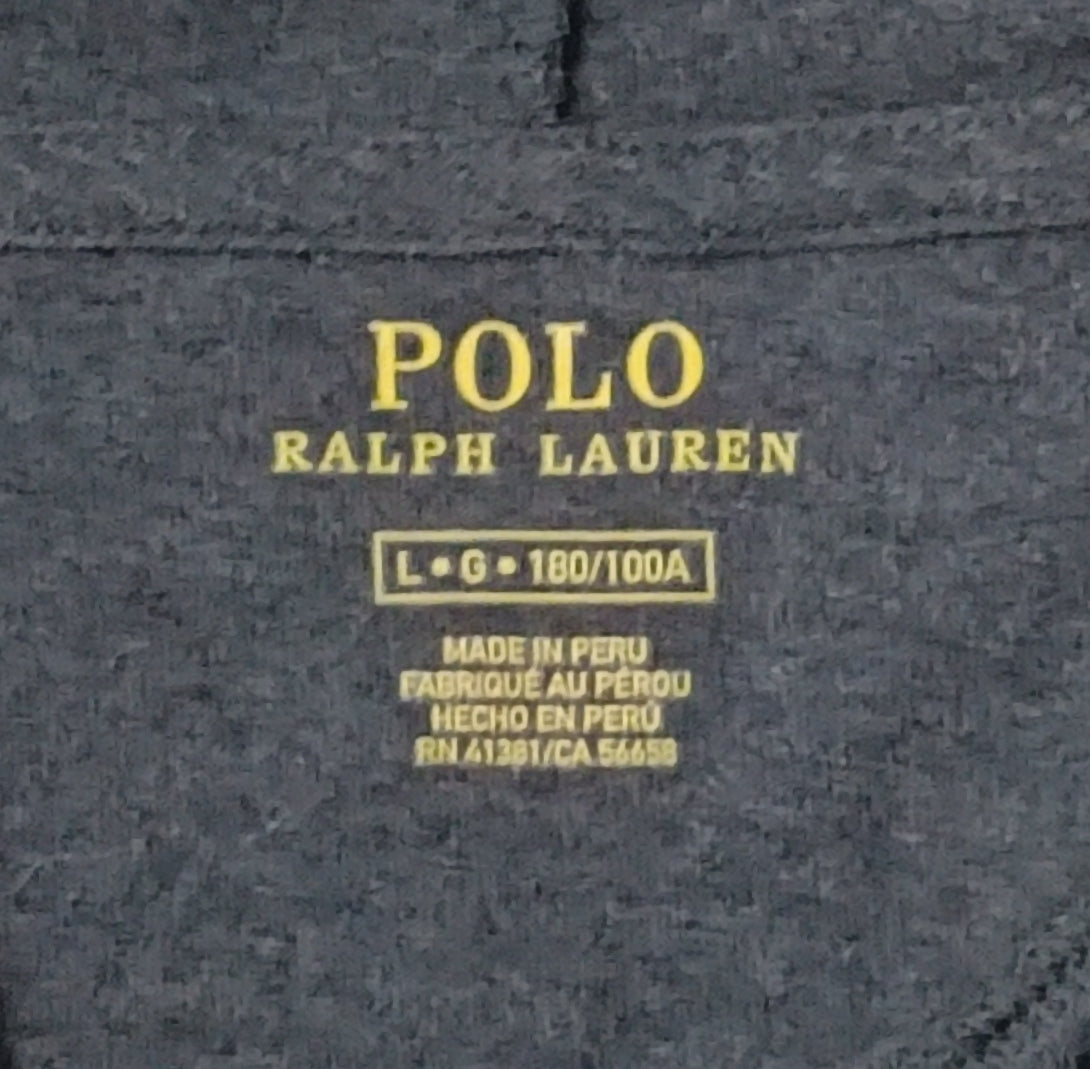 POLO
RALPH LAUREN
L • G • 180/100A
MADE IN PERU
FABRIQUÉ AU PÉROU
HECHO EN PERÚ
RN 41381/CA 56658